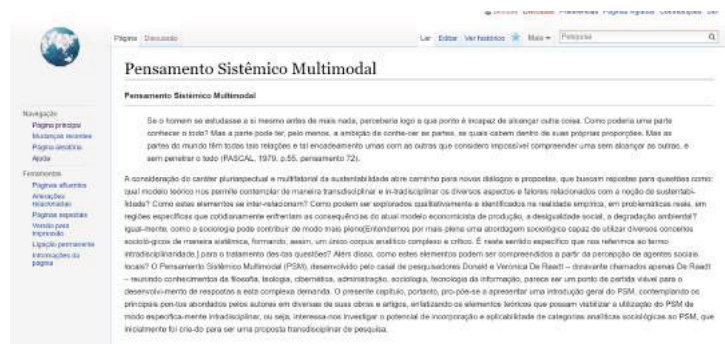 Página Discussão
Ler Editar Ver histórico Mais Pesquisa
Pensamento Sistêmico Multimodal
Pensamento Sistêmico Multimodal
Navegação
Página principal
Mudanças recentes
Página aleatória
Ajuda
Ferramentas
Páginas afluentes
Alterações
relacionadas
Páginas especiais
Versão para
impressão
Ligação permanente
Informações da
página
Se o homem se estudasse a si mesmo antes de mais nada, perceberia logo a que ponto é incapaz de alcançar outra coisa. Como poderia uma parte
conhecer o todo? Mas a parte pode ter, pelo menos, a ambição de conhe-cer as partes, as quais cabem dentro de suas próprias proporções. Mas as
partes do mundo têm todas tais relações e tal encadeamento umas com as outras que considero impossível compreender uma sem alcançar as outras, e
sem penetrar o todo (PASCAL, 1979, p.55, pensamento 72).
A consideração do caráter pluriaspectual e multifatorial da sustentabilidade abre caminho para novos diálogos e propostas, que buscam repostas para questões como:
qual modelo teórico nos permite contemplar de maneira transdisciplinar e in-tradisciplinar os diversos aspectos e fatores relacionados com a noção de sustentabi-
lidade? Como estes elementos se inter-relacionam? Como podem ser explorados qualitativamente e identificados na realidade empírica, em problemáticas reais, em
regiões específicas que cotidianamente enfrentam as consequências do atual modelo economicista de produção, a desigualdade social, a degradação ambiental?
Igual-mente, como a sociologia pode contribuir de modo mais pleno[Entendemos por mais plena uma abordagem sociológica capaz de utilizar diversos conceitos
socioló-gicos de maneira sistêmica, formando, assim, um único corpus analítico complexo e crítico. É neste sentido específico que nos referimos ao termo
intradisciplinaridade.] para o tratamento des-tas questões? Além disso, como estes elementos podem ser compreendidos a partir da percepção de agentes sociais
locais? O Pensamento Sistêmico Multimodal (PSM), desenvolvido pelo casal de pesquisadores Donald e Veronica De Raadt – doravante chamados apenas De Raadt
– reunindo conhecimentos da filosofia, teologia, cibernética, administração, sociologia, tecnologia da informação, parece ser um ponto de partida viável para o
desenvolvi-mento de respostas a esta complexa demanda. O presente capítulo, portanto, pro-põe-se a apresentar uma introdução geral do PSM, contemplando os
principais pon-tos abordados pelos autores em diversas de suas obras e artigos, enfatizando-se elementos teóricos que possam viabilizar a utilização do PSM de
modo especifica-mente intradisciplinar, ou seja, interessa-nos investigar o potencial de incorporação e aplicabilidade de categorias analíticas sociológicas ao PSM, que
inicialmente foi cria-do para ser uma proposta transdisciplinar de pesquisa.